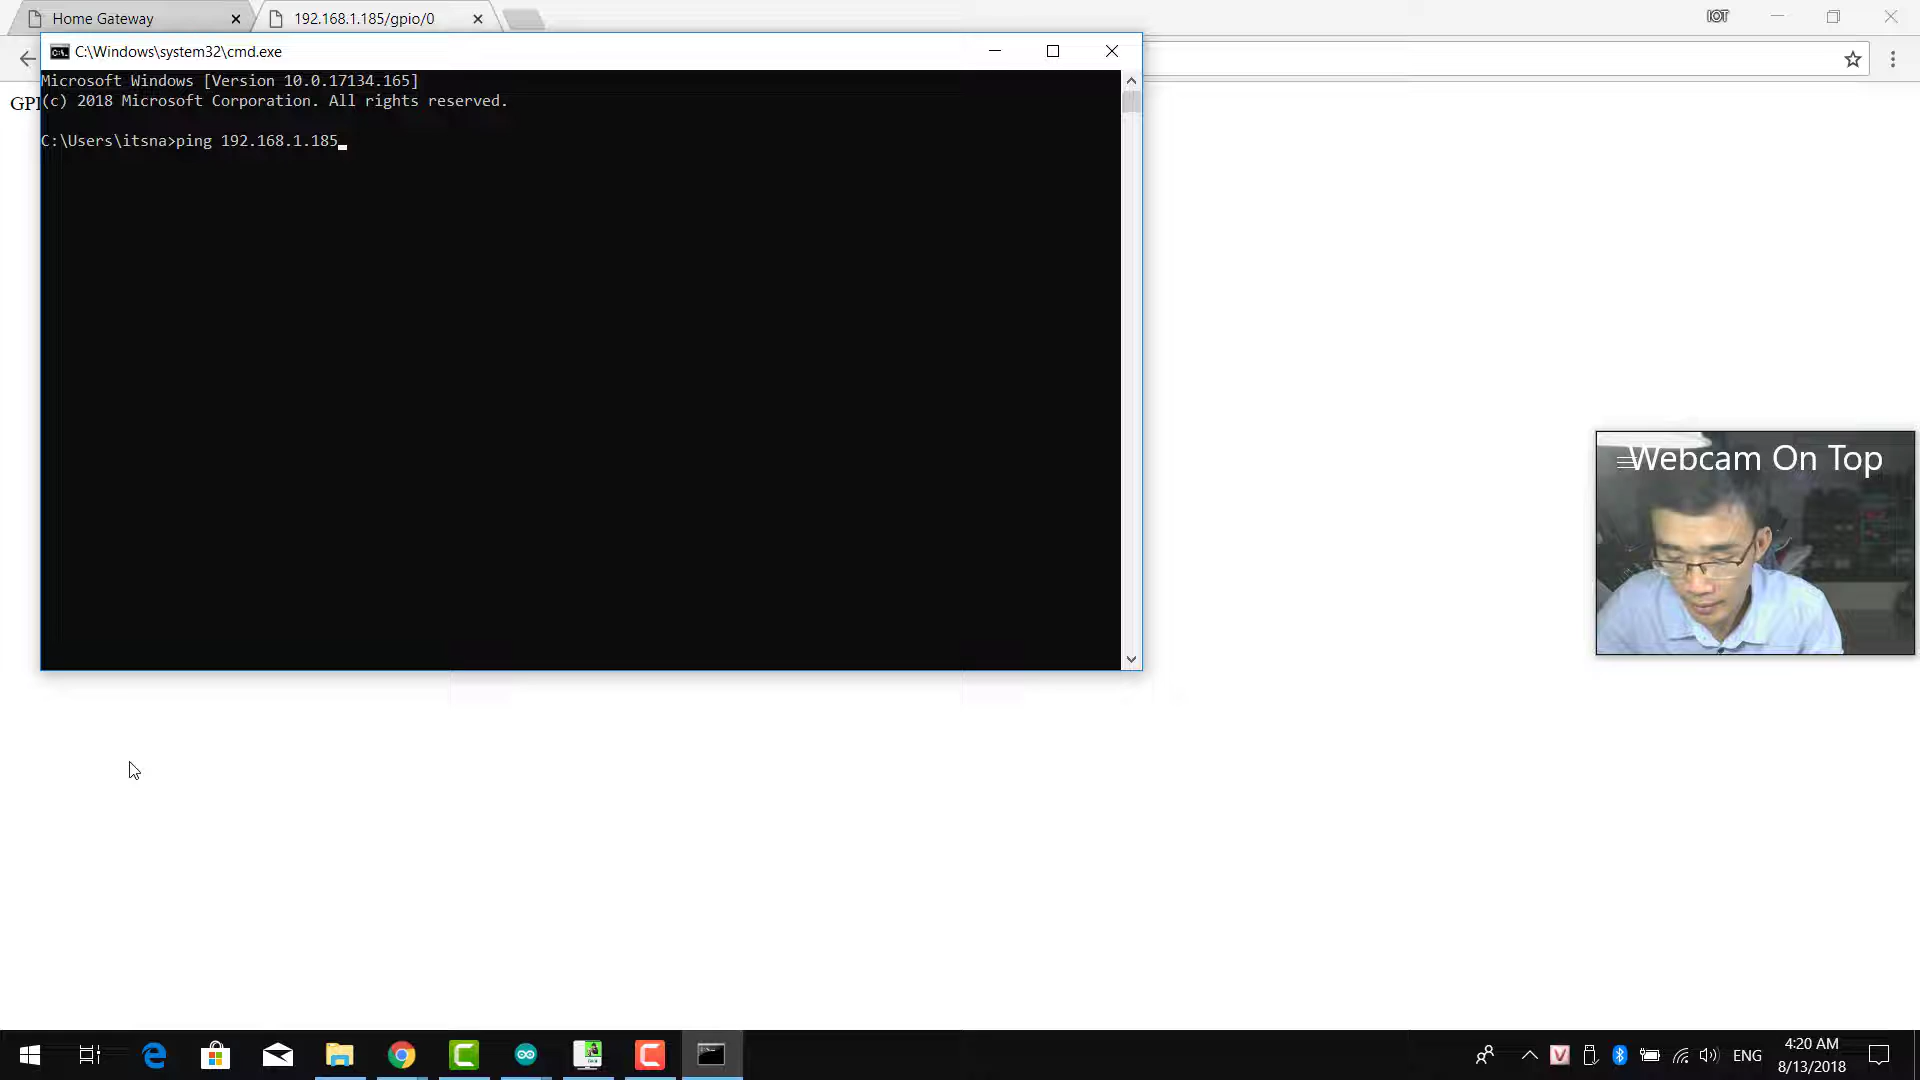 Home Gateway
192.168.1.185/gpio/0
IOT
C:\Windows\system32\cmd.exe
Microsoft Windows [Version 10.0.17134.165]
(c) 2018 Microsoft Corporation. All rights reserved.
GPI
C:\Users\itsna>ping 192.168.1.185
Webcam On Top
ENG
4:20 AM
8/13/2018